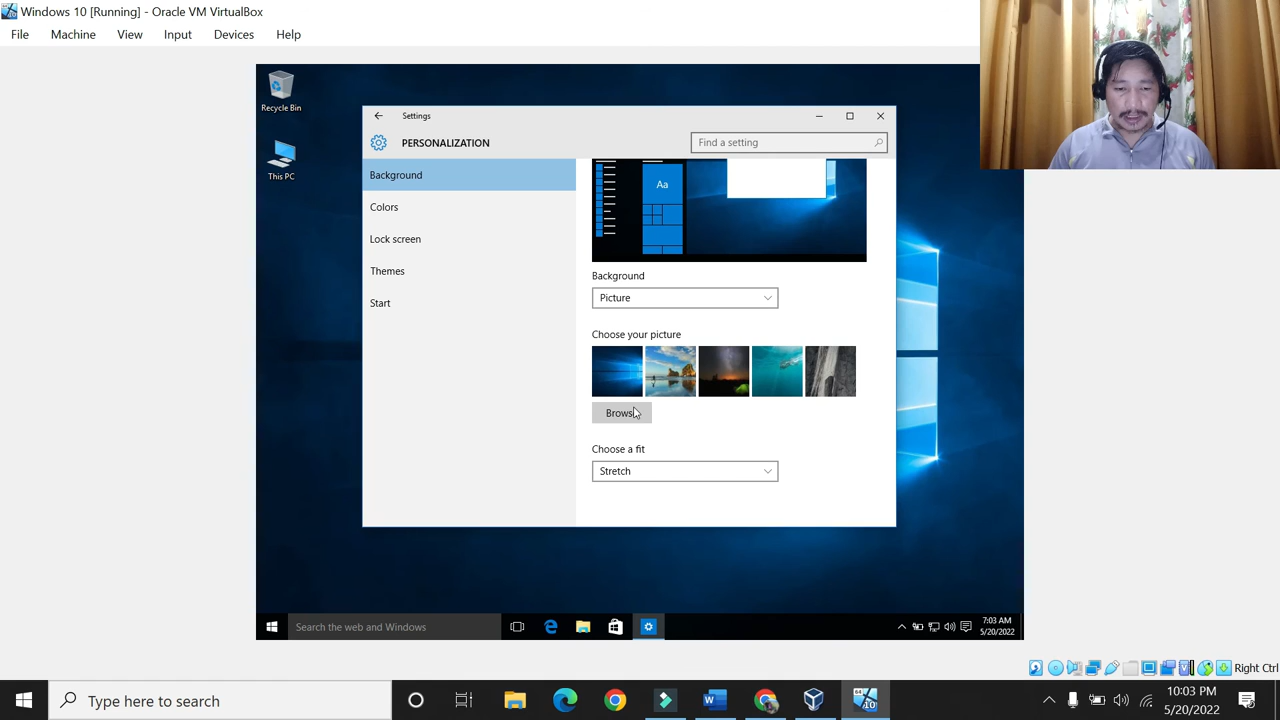 Windows 10 [Running] - Oracle VM VirtualBox
File Machine View Input Devices Help
Recycle Bin
This PC
Settings
PERSONALIZATION
Find a setting
Background
Colors
Lock screen
Themes
Start
Aa
Background
Picture
Choose your picture
Browse
Choose a fit
Stretch
Search the web and Windows
7:03 AM
5/20/2022
Right Ctrl
Type here to search
10:03 PM
5/20/2022